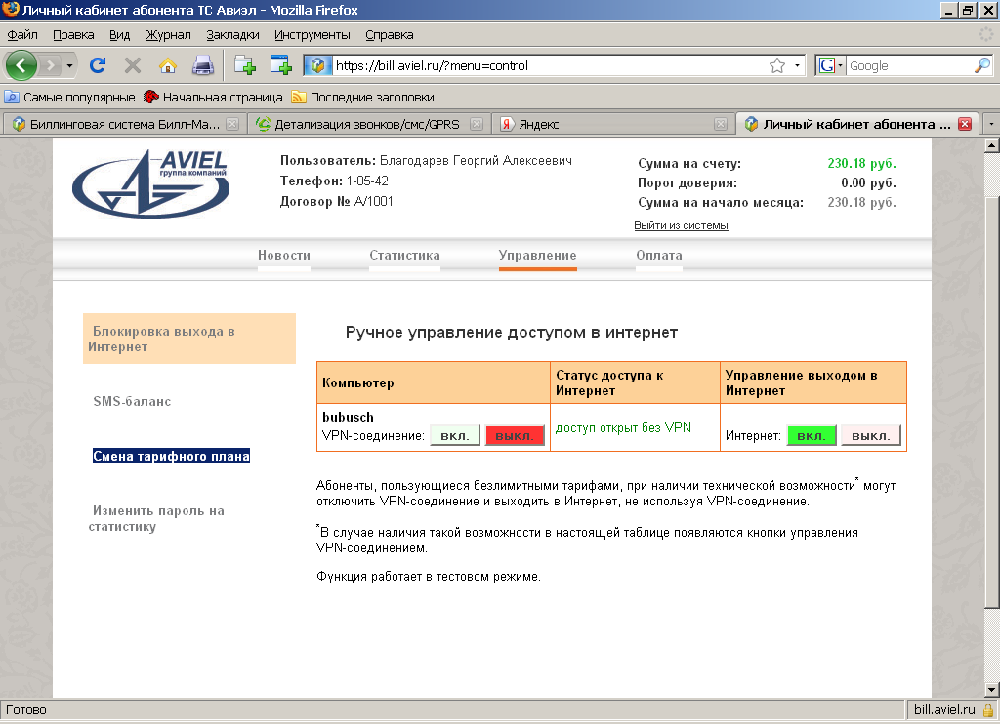 Личный кабинет абонента ТС Авиэл - Mozilla Firefox
Файл Правка Вид Журнал Закладки Инструменты Справка
https://bill.aviel.ru/?menu=control
G Google
Самые популярные Начальная страница Последние заголовки
Биллинговая система Билл-Ма... Детализация звонков/смс/GPRS Яндекс Личный кабинет абонента ...
AVIEL
группа компаний
Пользователь: Благодарев Георгий Алексеевич
Телефон: 1-05-42
Договор № А/1001
Сумма на счету: 230.18 руб.
Порог доверия: 0.00 руб.
Сумма на начало месяца: 230.18 руб.
Выйти из системы
Новости Статистика Управление Оплата
Блокировка выхода в
Интернет
SMS-баланс
Смена тарифного плана
Изменить пароль на
статистику
Ручное управление доступом в интернет
Компьютер
Статус доступа к
Интернет
Управление выходом в
Интернет
bubusch
VPN-соединение: вкл. выкл.
доступ открыт без VPN
Интернет: вкл. выкл.
Абоненты, пользующиеся безлимитными тарифами, при наличии технической возможности* могут
отключить VPN-соединение и выходить в Интернет, не используя VPN-соединение.
*В случае наличия такой возможности в настоящей таблице появляются кнопки управления
VPN-соединением.
Функция работает в тестовом режиме.
Готово
bill.aviel.ru